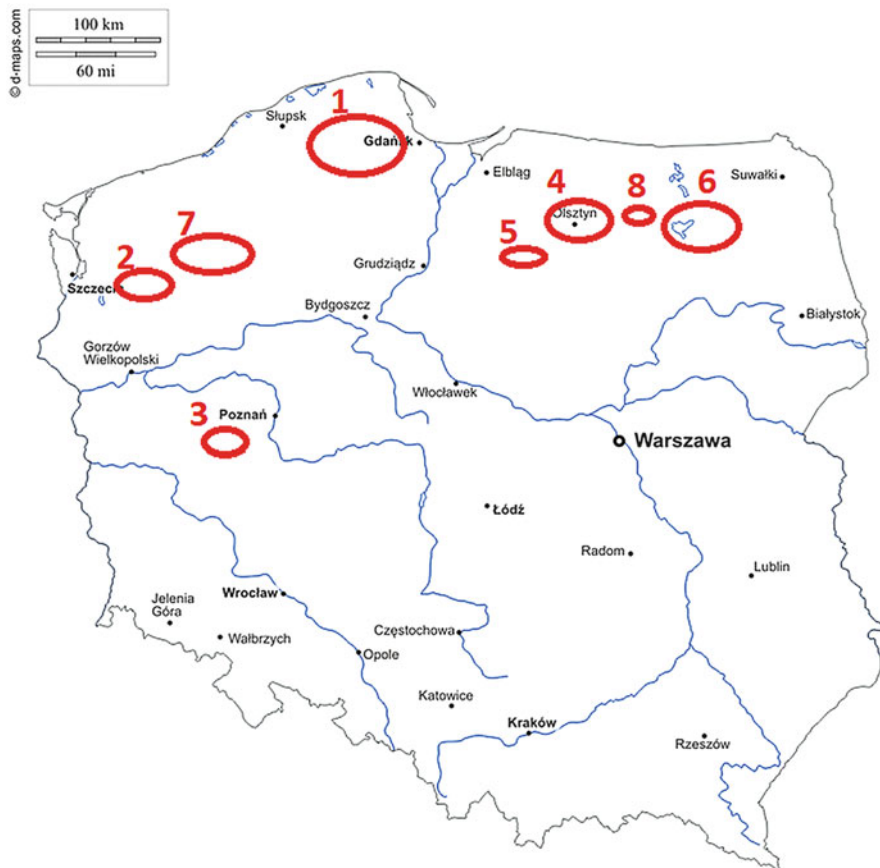 100 km
60 mi
© d-maps.com
1
Słupsk
Gdańsk
Elbląg
4
8
6
Suwałki
Olsztyn
7
5
2
Grudziądz
Szczecin
Bydgoszcz
Białystok
Gorzów
Wielkopolski
Włocławek
3
Poznań
Warszawa
Łódź
Radom
Lublin
Wrocław
Jelenia
Góra
Częstochowa
Wałbrzych
Opole
Katowice
Kraków
Rzeszów